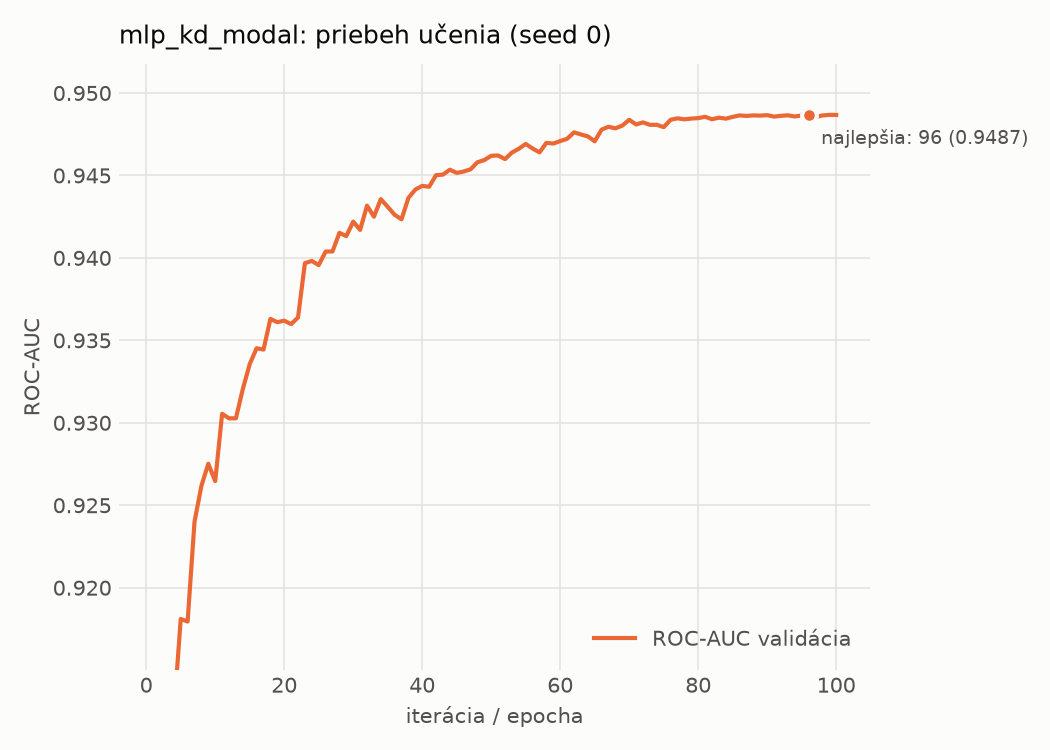 mlp_kd_modal: priebeh učenia (seed 0)
0.950
0.945
0.940
0.935
0.930
0.925
0.920
ROC-AUC
najlepšia: 96 (0.9487)
ROC-AUC validácia
0 20 40 60 80 100
iterácia / epocha